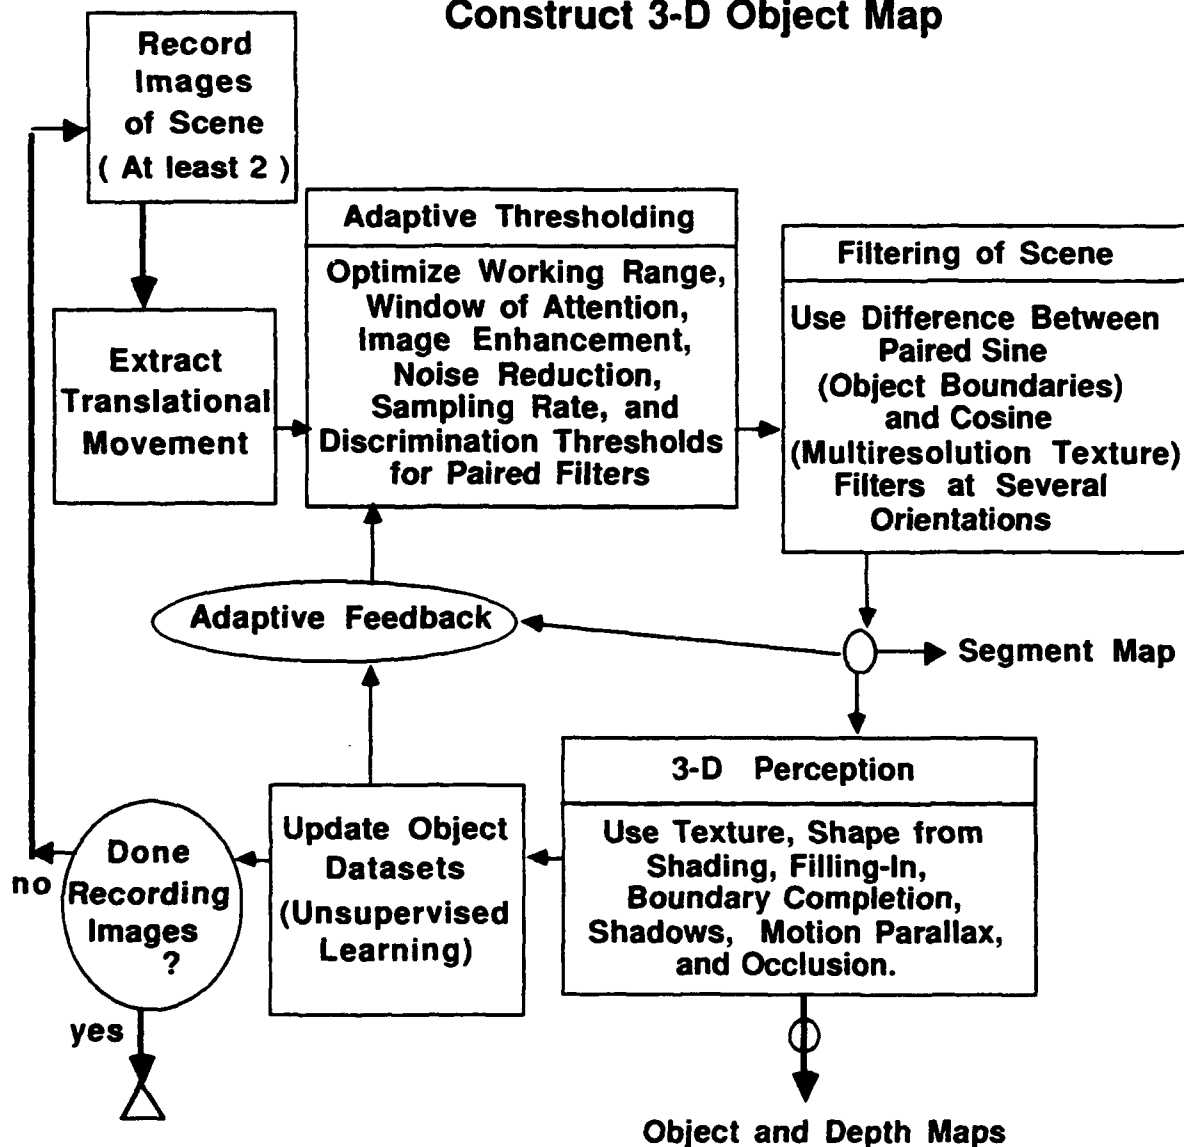 Construct 3-D Object Map
Record
Images
of Scene
( At least 2 )
Extract
Translational
Movement
Adaptive Thresholding
Optimize Working Range,
Window of Attention,
Image Enhancement,
Noise Reduction,
Sampling Rate, and
Discrimination Thresholds
for Paired Filters
Filtering of Scene
Use Difference Between
Paired Sine
(Object Boundaries)
and Cosine
(Multiresolution Texture)
Filters at Several
Orientations
Adaptive Feedback
Segment Map
3-D Perception
Use Texture, Shape from
Shading, Filling-In,
Boundary Completion,
Shadows, Motion Parallax,
and Occlusion.
Update Object
Datasets
(Unsupervised
Learning)
Done
Recording
Images
?
no
yes
Object and Depth Maps